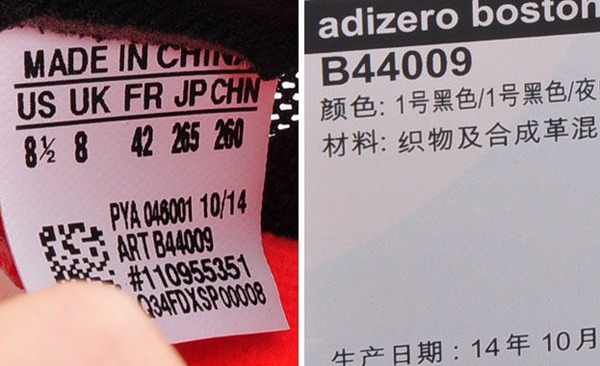 MADE IN CHINA
US UK FR JP CHN
8½ 8 42 265 260
PYA 046001 10/14
ART B44009
#110955351
Q34FDXSP00008
adizero boston
B44009
颜色: 1号黑色/1号黑色/夜
材料: 织物及合成革混
生产日期：14年10月